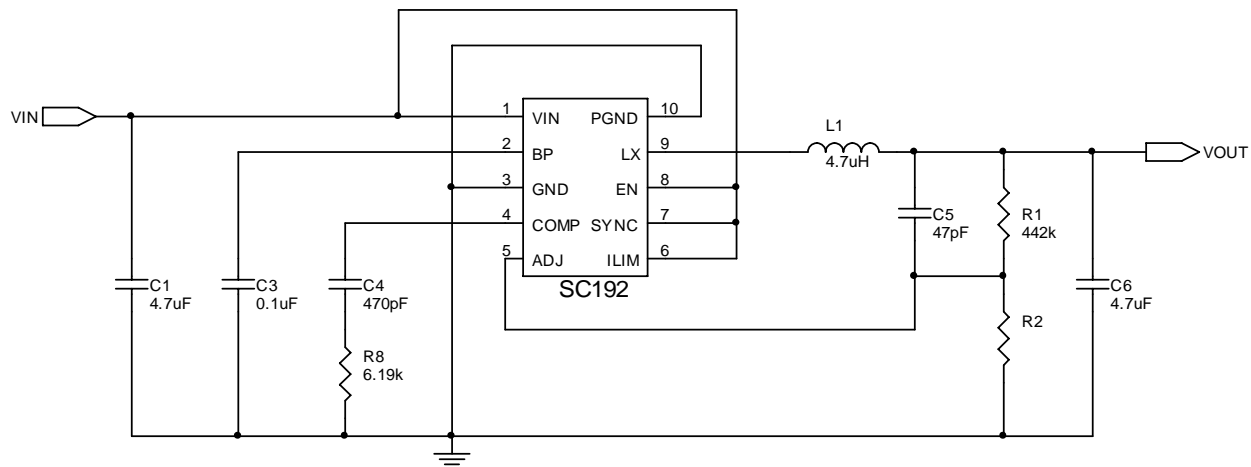 VIN
1
VIN
PGND
10
2
BP
LX
9
3
GND
EN
8
4
COMP
SYNC
7
5
ADJ
ILIM
6
SC192
L1
4.7uH
VOUT
C5
47pF
R1
442k
C1
4.7uF
C3
0.1uF
C4
470pF
C6
4.7uF
R2
R8
6.19k